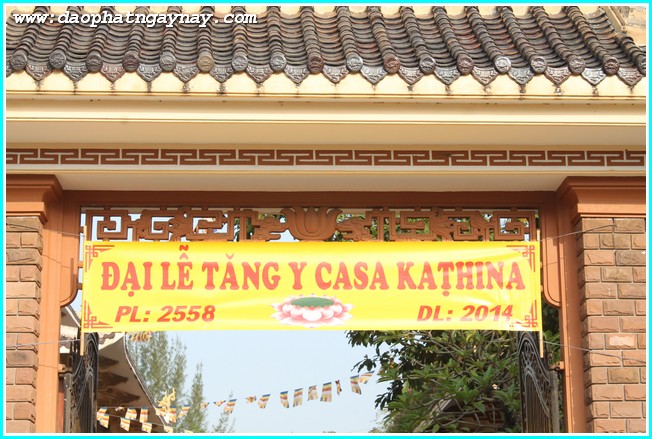 www.daophatngaynay.com
ĐẠI LỄ TĂNG Y CASA KAṬHINA
PL: 2558 DL: 2014